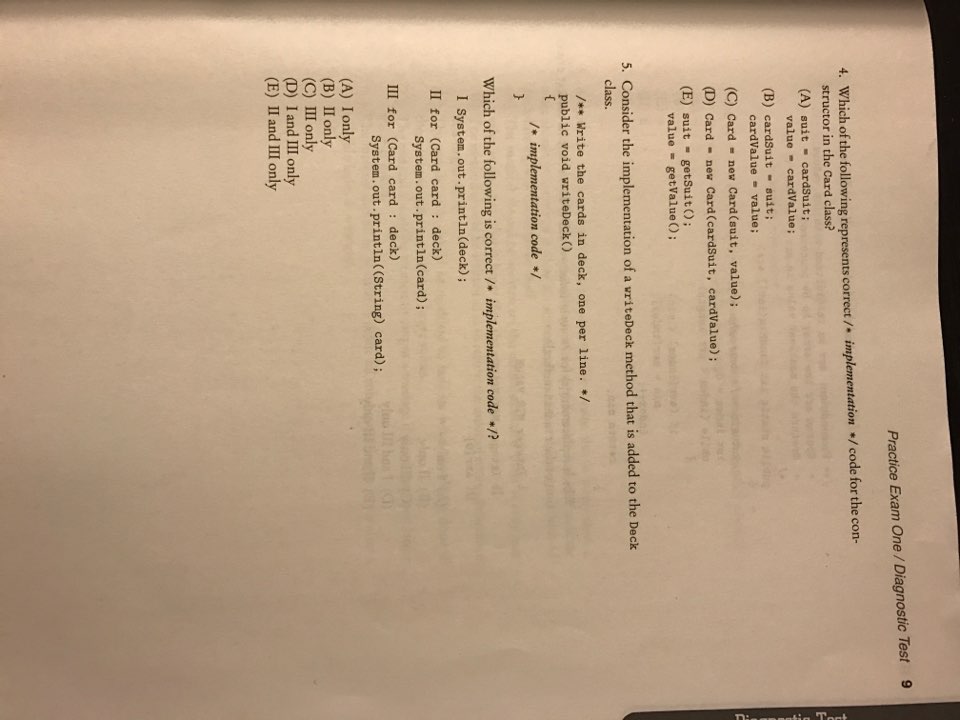 Practice Exam One / Diagnostic Test 9
4. Which of the following represents correct /* implementation */ code for the con-
structor in the Card class?
(A) suit = cardSuit;
value = cardValue;
(B) cardSuit = suit;
cardValue = value;
(C) Card = new Card(suit, value);
(D) Card = new Card(cardSuit, cardValue);
(E) suit = getSuit();
value = getValue();
5. Consider the implementation of a writeDeck method that is added to the Deck
class.
/** Write the cards in deck, one per line. */
public void writeDeck()
{
/* implementation code */
}
Which of the following is correct /* implementation code */?
I System.out.println(deck);
II for (Card card : deck)
System.out.println(card);
III for (Card card : deck)
System.out.println((String) card);
(A) I only
(B) II only
(C) III only
(D) I and III only
(E) II and III only